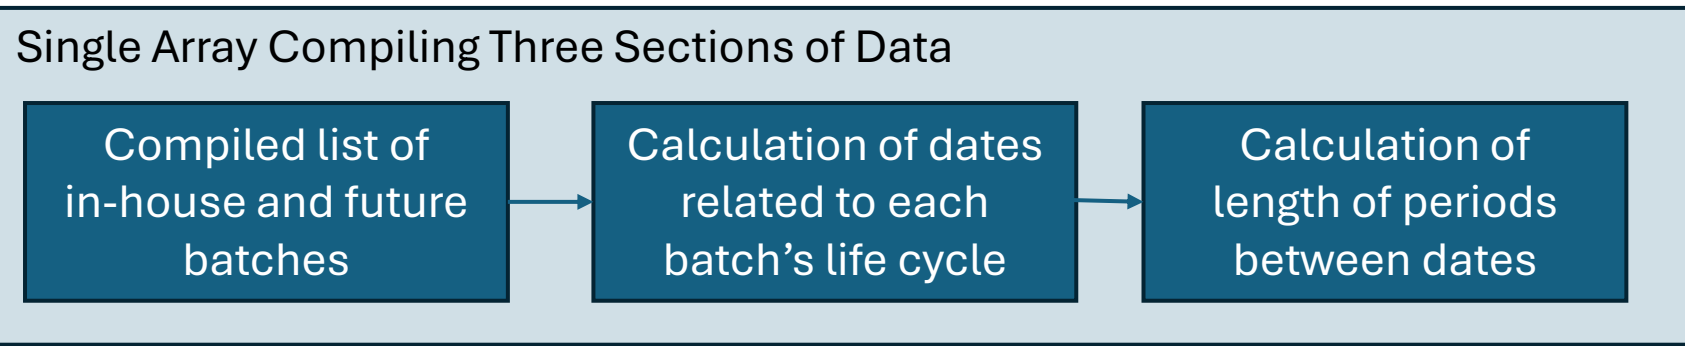 Single Array Compiling Three Sections of Data
Compiled list of
in-house and future
batches
Calculation of dates
related to each
batch’s life cycle
Calculation of
length of periods
between dates